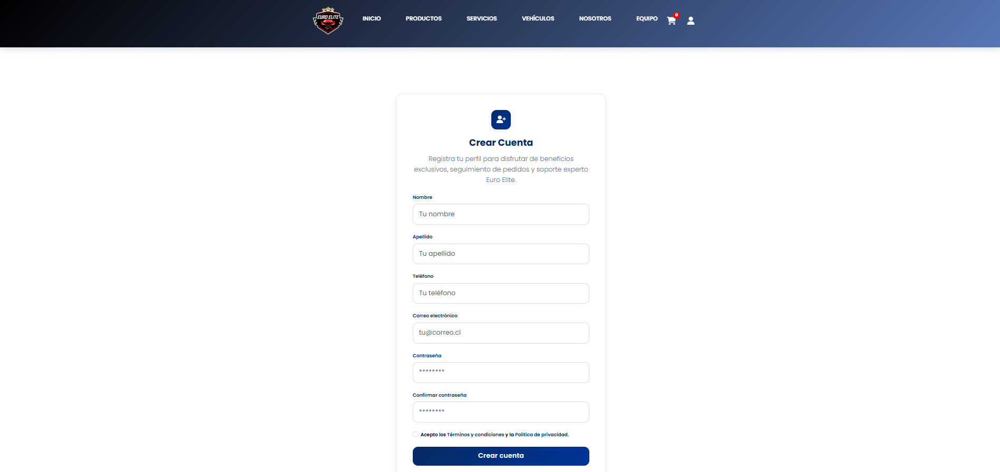 EURO ELITE
INICIO
PRODUCTOS
SERVICIOS
VEHÍCULOS
NOSOTROS
EQUIPO
0
Crear Cuenta
Registra tu perfil para disfrutar de beneficios
exclusivos, seguimiento de pedidos y soporte experto
Euro Elite.
Nombre
Tu nombre
Apellido
Tu apellido
Teléfono
Tu teléfono
Correo electrónico
tu@correo.cl
Contraseña
********
Confirmar contraseña
********
Acepto los Términos y condiciones y la Política de privacidad.
Crear cuenta